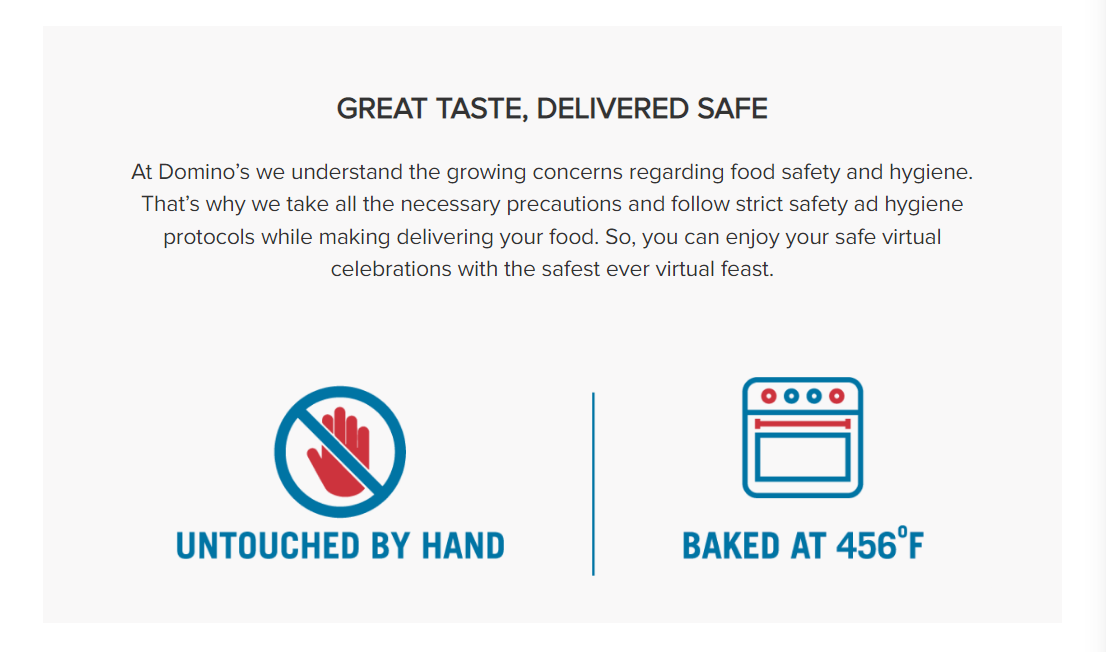 GREAT TASTE, DELIVERED SAFE
At Domino’s we understand the growing concerns regarding food safety and hygiene.
That’s why we take all the necessary precautions and follow strict safety ad hygiene
protocols while making delivering your food. So, you can enjoy your safe virtual
celebrations with the safest ever virtual feast.
UNTOUCHED BY HAND
BAKED AT 456°F